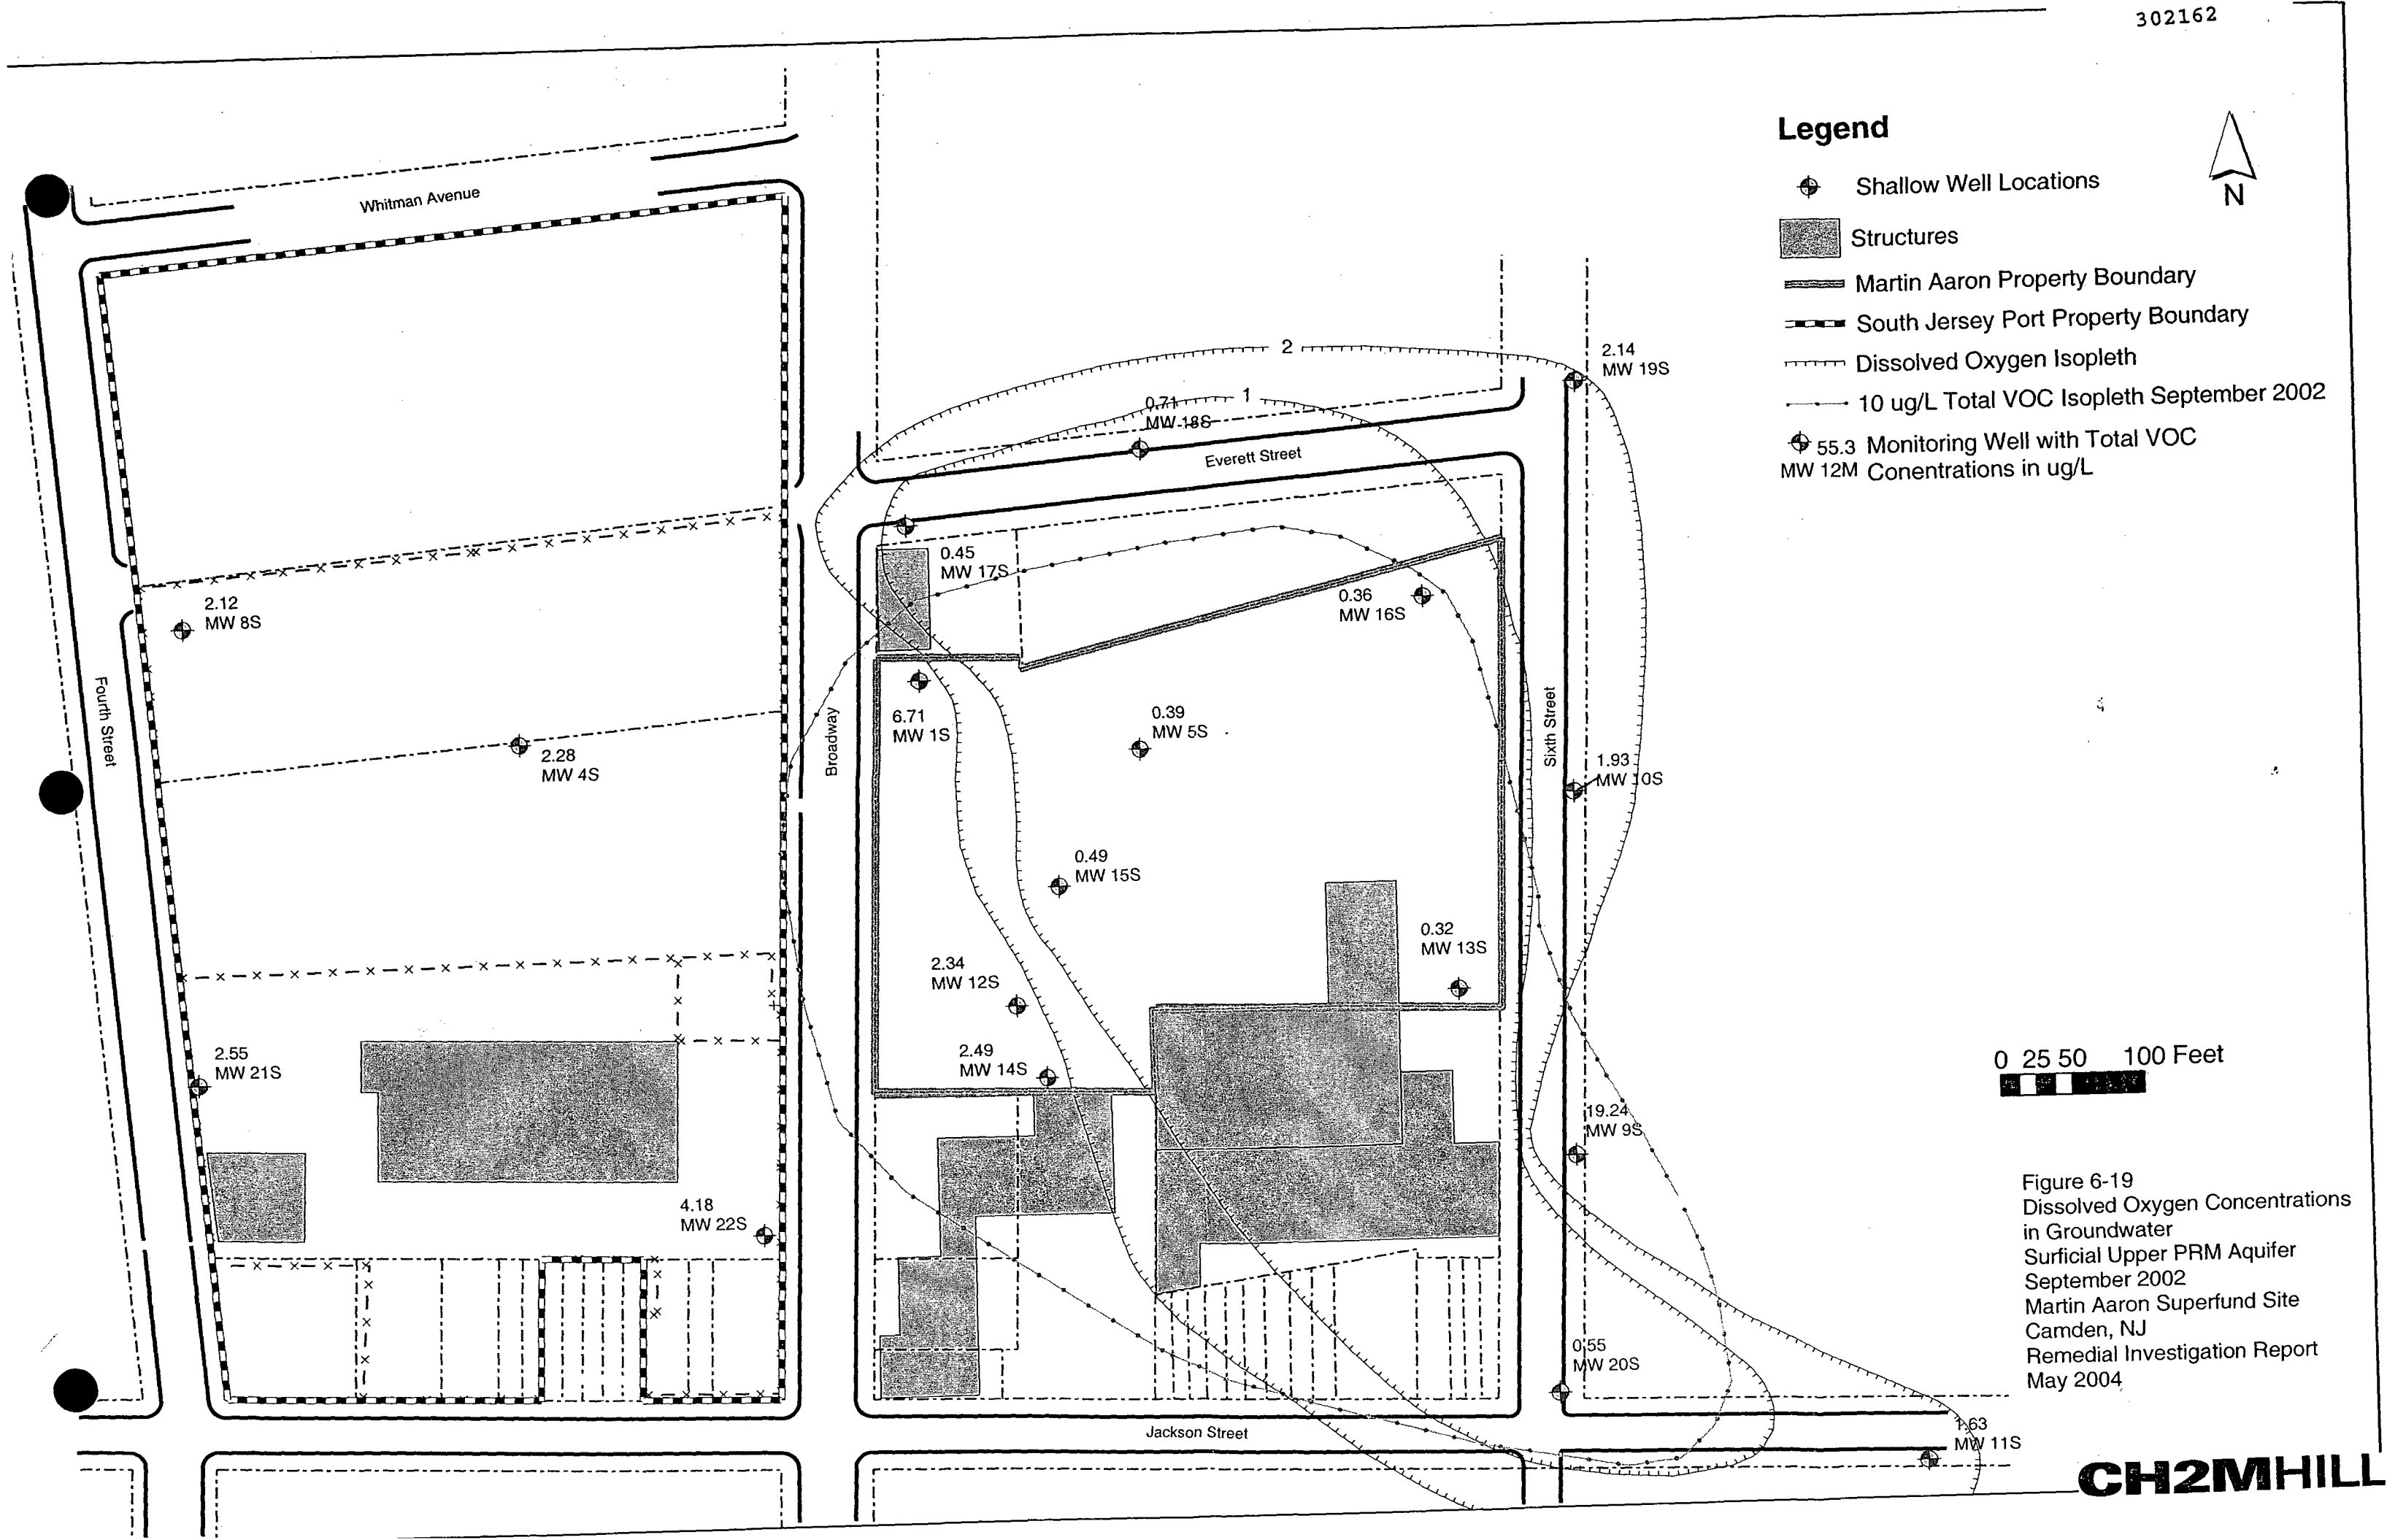 302162
Legend
N
Shallow Well Locations
Structures
Martin Aaron Property Boundary
South Jersey Port Property Boundary
Dissolved Oxygen Isopleth
10 ug/L Total VOC Isopleth September 2002
55.3 Monitoring Well with Total VOC
MW 12M Conentrations in ug/L
Whitman Avenue
2
2.14
MW 19S
1
0.71
MW 18S
Everett Street
0.45
MW 17S
0.36
MW 16S
2.12
MW 8S
Fourth Street
2.28
MW 4S
Broadway
6.71
MW 1S
0.39
MW 5S
Sixth Street
1.93
MW 10S
0.49
MW 15S
0.32
MW 13S
2.34
MW 12S
2.49
MW 14S
2.55
MW 21S
0 25 50 100 Feet
19.24
MW 9S
4.18
MW 22S
0.55
MW 20S
Jackson Street
1.63
MW 11S
Figure 6-19
Dissolved Oxygen Concentrations
in Groundwater
Surficial Upper PRM Aquifer
September 2002
Martin Aaron Superfund Site
Camden, NJ
Remedial Investigation Report
May 2004
CH2MHILL